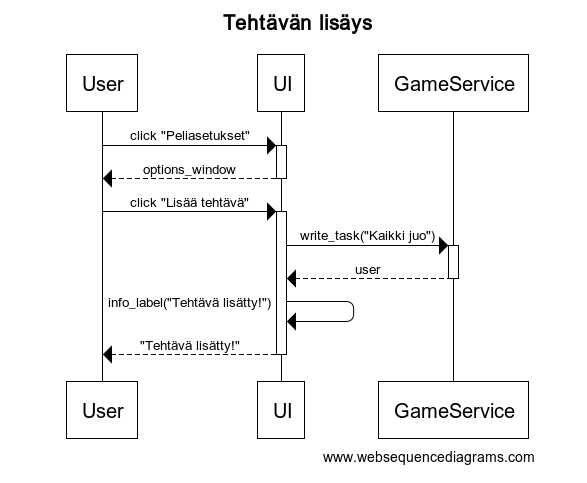 Tehtävän lisäys
User UI GameService
click "Peliasetukset"
options_window
click "Lisää tehtävä"
write_task("Kaikki juo")
user
info_label("Tehtävä lisätty!")
"Tehtävä lisätty!"
User UI GameService
www.websequencediagrams.com